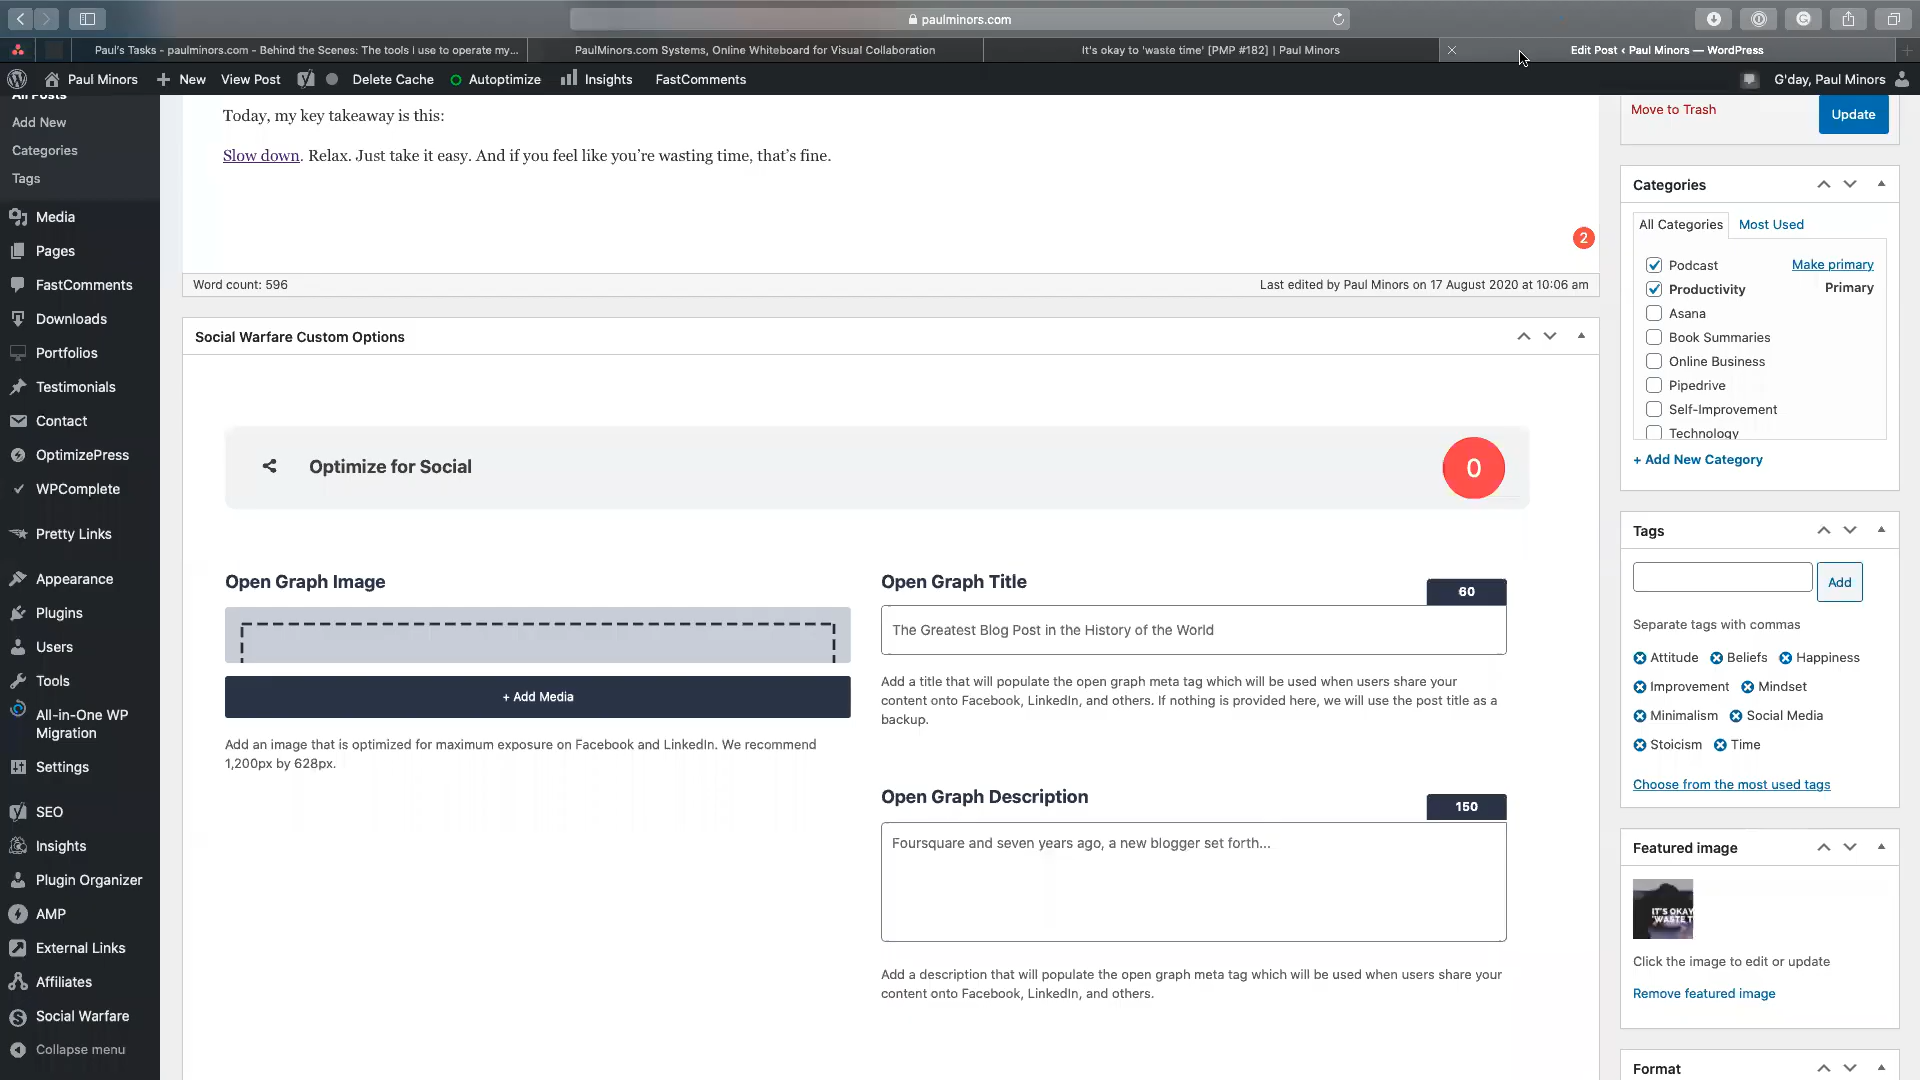 paulminors.com
Paul's Tasks - paulminors.com - Behind the Scenes: The tools I use to operate my...
PaulMinors.com Systems, Online Whiteboard for Visual Collaboration
It's okay to 'waste time' [PMP #182] | Paul Minors
Edit Post ‹ Paul Minors — WordPress
Paul Minors
New
View Post
Delete Cache
Autoptimize
Insights
FastComments
G'day, Paul Minors
All Posts
Add New
Categories
Tags
Media
Pages
FastComments
Downloads
Portfolios
Testimonials
Contact
OptimizePress
WPComplete
Pretty Links
Appearance
Plugins
Users
Tools
All-in-One WP
Migration
Settings
SEO
Insights
Plugin Organizer
AMP
External Links
Affiliates
Social Warfare
Collapse menu
Today, my key takeaway is this:
Slow down. Relax. Just take it easy. And if you feel like you're wasting time, that's fine.
2
Word count: 596
Last edited by Paul Minors on 17 August 2020 at 10:06 am
Social Warfare Custom Options
Optimize for Social
0
Open Graph Image
+ Add Media
Add an image that is optimized for maximum exposure on Facebook and LinkedIn. We recommend
1,200px by 628px.
Open Graph Title
60
The Greatest Blog Post in the History of the World
Add a title that will populate the open graph meta tag which will be used when users share your
content onto Facebook, LinkedIn, and others. If nothing is provided here, we will use the post title as a
backup.
Open Graph Description
150
Foursquare and seven years ago, a new blogger set forth...
Add a description that will populate the open graph meta tag which will be used when users share your
content onto Facebook, LinkedIn, and others.
Move to Trash
Update
Categories
All Categories
Most Used
Podcast
Make primary
Productivity
Primary
Asana
Book Summaries
Online Business
Pipedrive
Self-Improvement
Technology
+ Add New Category
Tags
Add
Separate tags with commas
Attitude
Beliefs
Happiness
Improvement
Mindset
Minimalism
Social Media
Stoicism
Time
Choose from the most used tags
Featured image
IT'S OKAY
'WASTE T
Click the image to edit or update
Remove featured image
Format